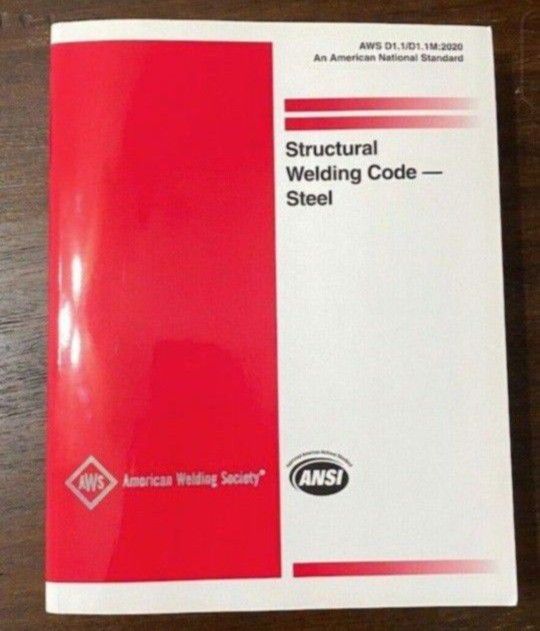 AWS D1.1/D1.1M:2020
An American National Standard
Structural
Welding Code —
Steel
AWS American Welding Society®
ANSI